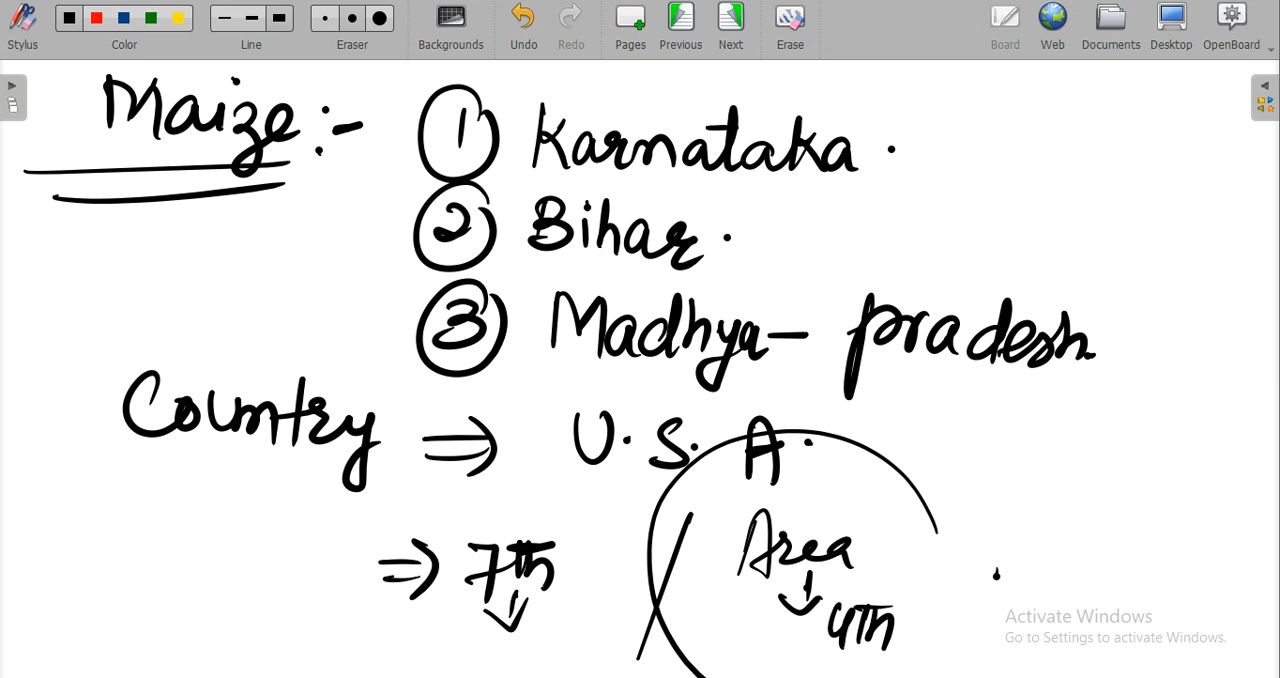 Stylus Color Line Eraser Backgrounds Undo Redo Pages Previous Next Erase Board Web Documents Desktop OpenBoard
Maize:- 1 Karnataka.
2 Bihar.
3 Madhya- pradesh.
Country ⇒ U.S.A.
⇒ 7th Area
4Th
Activate Windows
Go to Settings to activate Windows.